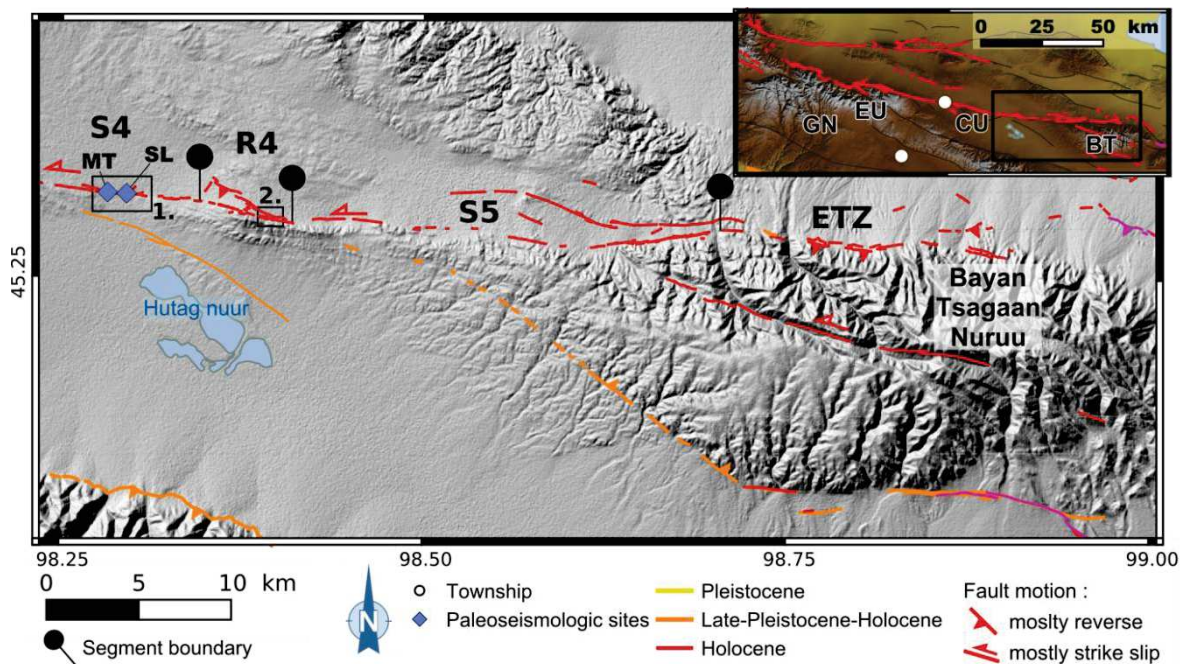 0 25 50 km
GN
EU
CU
BT
S4
MT
SL
R4
1.
2.
S5
ETZ
Bayan
Tsagaan
Nuruu
Hutag nuur
45.25
98.25 98.50 98.75 99.00
0 5 10 km
Segment boundary
N
Township
Paleoseismologic sites
Pleistocene
Late-Pleistocene-Holocene
Holocene
Fault motion :
moslty reverse
mostly strike slip